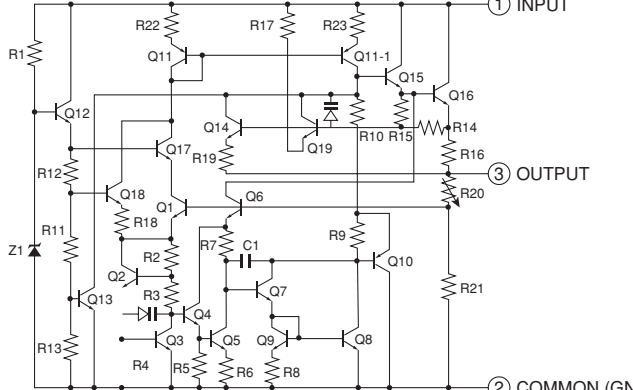 1 INPUT
R22
R17
R23
R1
Q11
Q11-1
Q15
Q16
Q12
Q14
Q19
R10
R15
R14
R12
Q17
R19
R16
3 OUTPUT
Q18
Q6
R20
Q1
R18
R11
R7
C1
R9
Z1
R2
Q10
Q2
Q7
R21
R3
Q13
Q4
R13
Q3
Q5
Q9
Q8
R4
R5
R6
R8
2 COMMON (GN